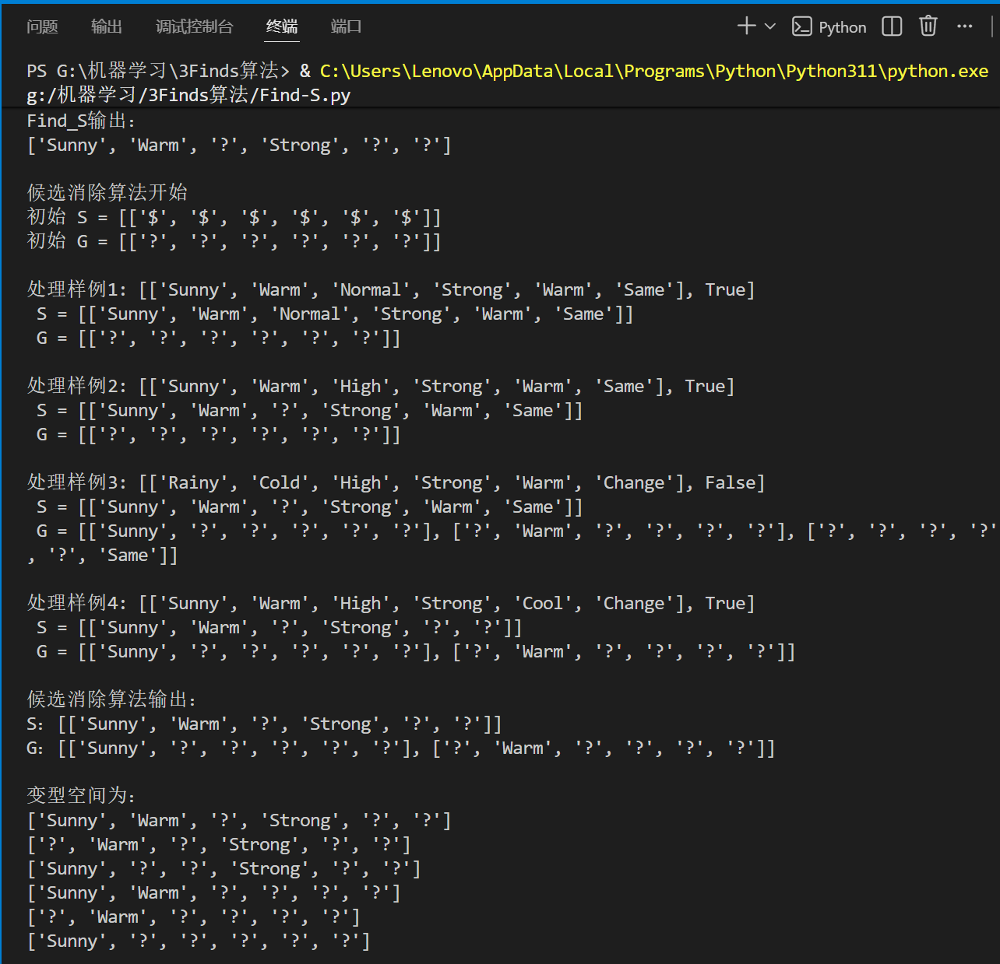 问题 输出 调试控制台 终端 端口 Python
PS G:\机器学习\3Finds算法> & C:\Users\Lenovo\AppData\Local\Programs\Python\Python311\python.exe
g:/机器学习/3Finds算法/Find-S.py
Find_S输出:
['Sunny', 'Warm', '?', 'Strong', '?', '?']
候选消除算法开始
初始 S = [['$', '$', '$', '$', '$', '$']]
初始 G = [['?', '?', '?', '?', '?', '?']]
处理样例1: [['Sunny', 'Warm', 'Normal', 'Strong', 'Warm', 'Same'], True]
S = [['Sunny', 'Warm', 'Normal', 'Strong', 'Warm', 'Same']]
G = [['?', '?', '?', '?', '?', '?']]
处理样例2: [['Sunny', 'Warm', 'High', 'Strong', 'Warm', 'Same'], True]
S = [['Sunny', 'Warm', '?', 'Strong', 'Warm', 'Same']]
G = [['?', '?', '?', '?', '?', '?']]
处理样例3: [['Rainy', 'Cold', 'High', 'Strong', 'Warm', 'Change'], False]
S = [['Sunny', 'Warm', '?', 'Strong', 'Warm', 'Same']]
G = [['Sunny', '?', '?', '?', '?', '?'], ['?', 'Warm', '?', '?', '?', '?'], ['?', '?', '?', '?'
, '?', 'Same']]
处理样例4: [['Sunny', 'Warm', 'High', 'Strong', 'Cool', 'Change'], True]
S = [['Sunny', 'Warm', '?', 'Strong', '?', '?']]
G = [['Sunny', '?', '?', '?', '?', '?'], ['?', 'Warm', '?', '?', '?', '?']]
候选消除算法输出:
S: [['Sunny', 'Warm', '?', 'Strong', '?', '?']]
G: [['Sunny', '?', '?', '?', '?', '?'], ['?', 'Warm', '?', '?', '?', '?']]
变型空间为:
['Sunny', 'Warm', '?', 'Strong', '?', '?']
['?', 'Warm', '?', 'Strong', '?', '?']
['Sunny', '?', '?', 'Strong', '?', '?']
['Sunny', 'Warm', '?', '?', '?', '?']
['?', 'Warm', '?', '?', '?', '?']
['Sunny', '?', '?', '?', '?', '?']